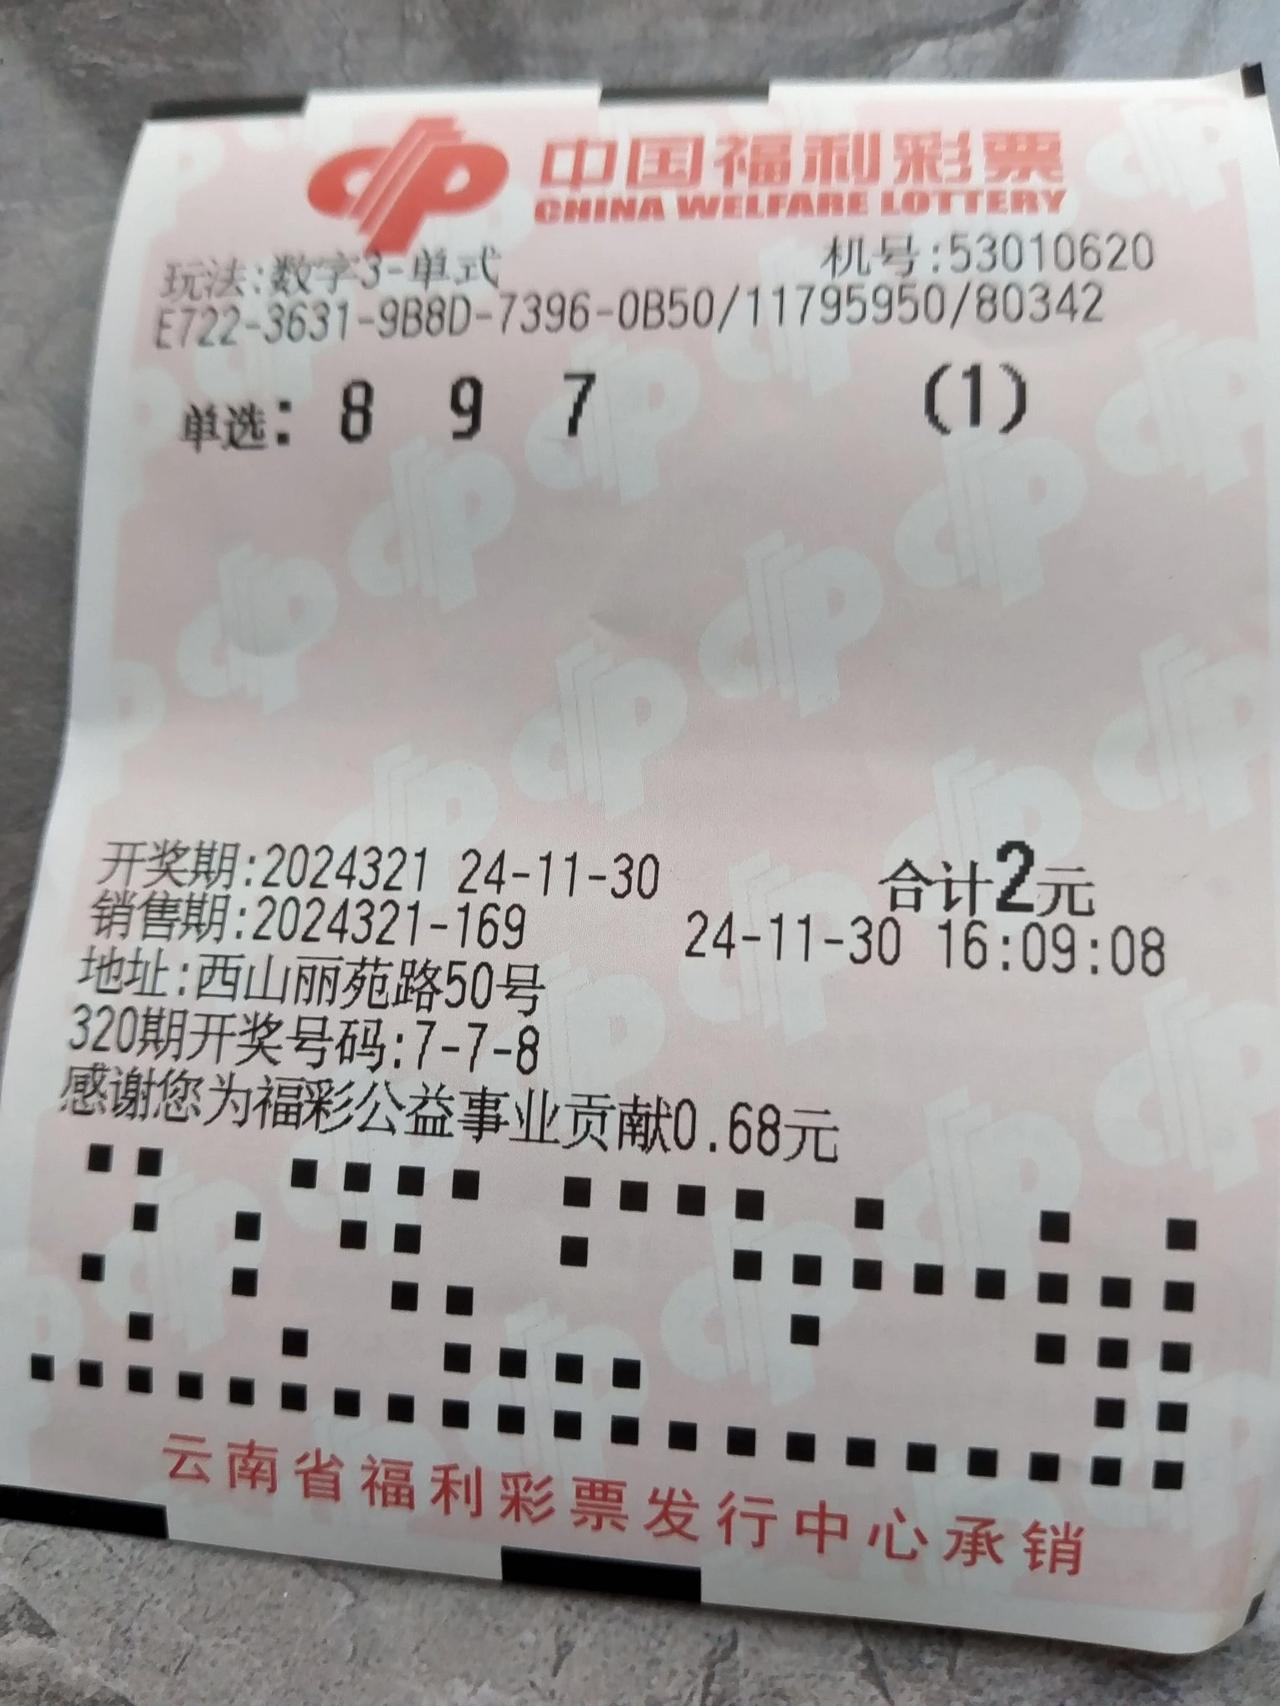 中国福利彩票
CHINA WELFARE LOTTERY
玩法:数字3-单式 机号:53010620
E722-3631-9B8D-7396-0B50/11795950/80342
单选: 8 9 7 (1)
开奖期:2024321 24-11-30 合计2元
销售期:2024321-169 24-11-30 16:09:08
地址:西山丽苑路50号
320期开奖号码:7-7-8
感谢您为福彩公益事业贡献0.68元
云南省福利彩票发行中心承销